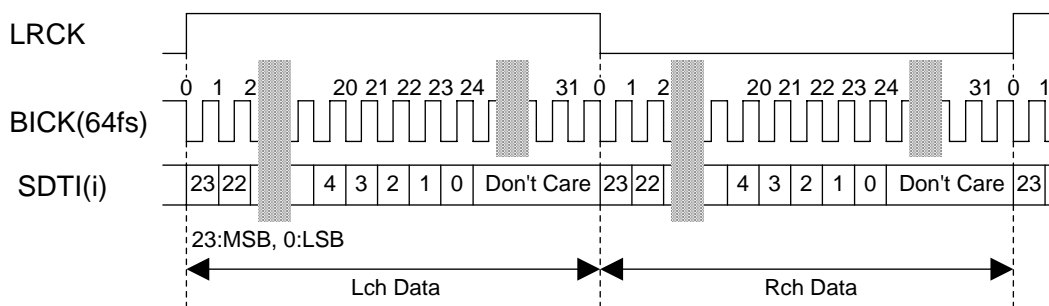 LRCK
0 1 2 20 21 22 23 24 31 0 1 2 20 21 22 23 24 31 0 1
BICK(64fs)
SDTI(i) 23 22 4 3 2 1 0 Don't Care 23 22 4 3 2 1 0 Don't Care 23
23:MSB, 0:LSB
Lch Data Rch Data